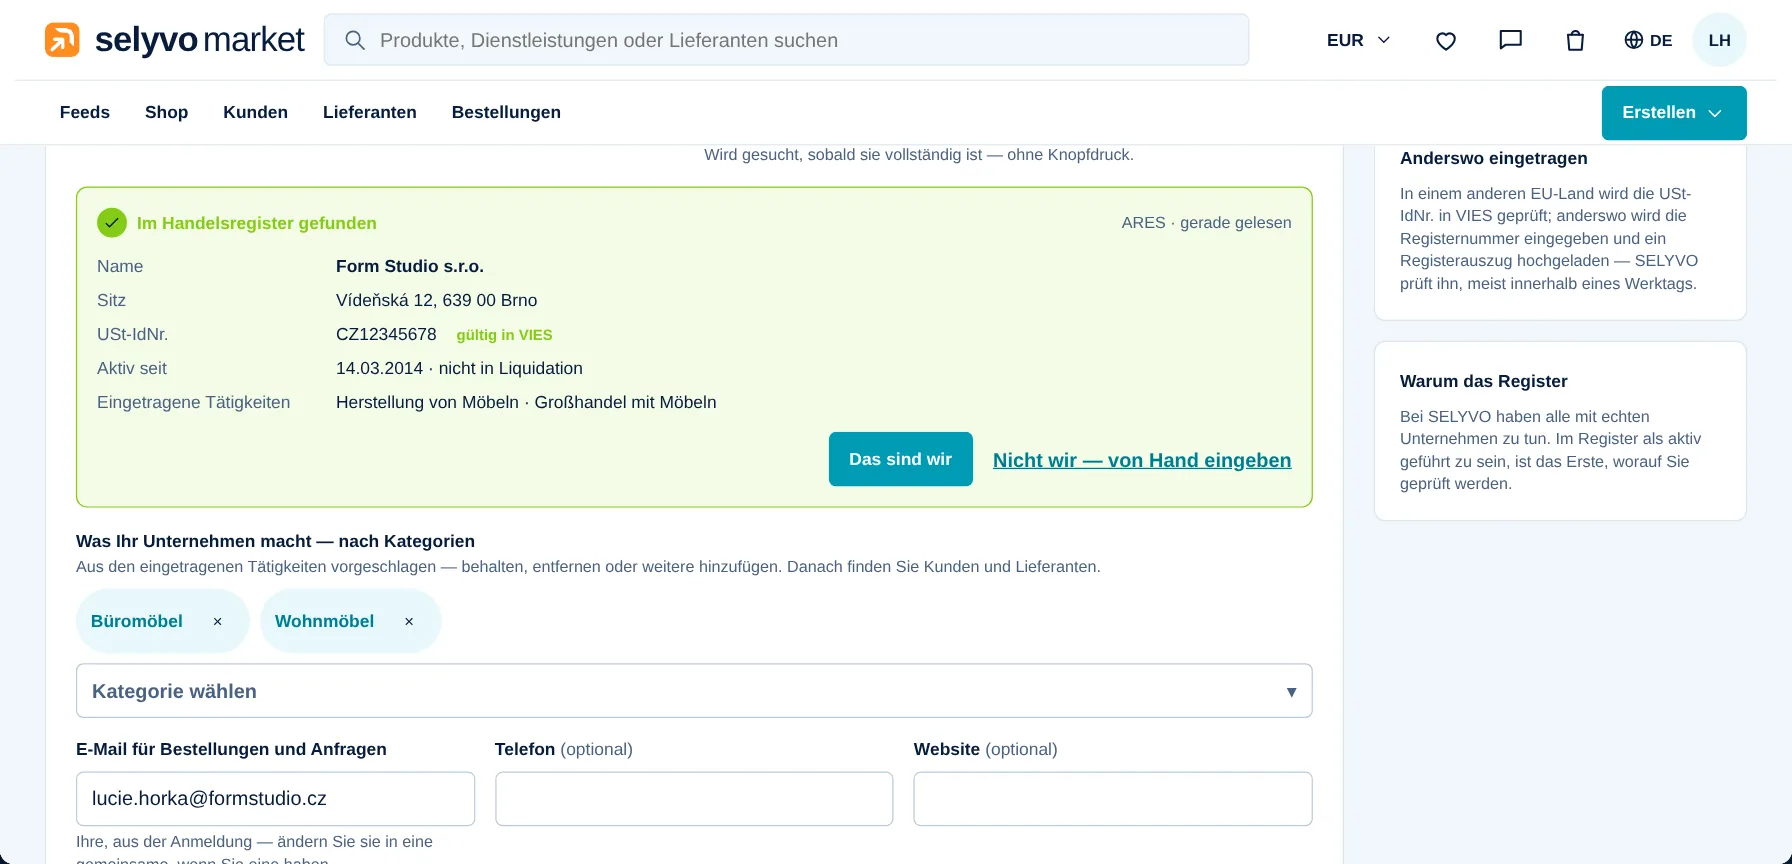 selyvo market
Produkte, Dienstleistungen oder Lieferanten suchen
EUR
DE
LH
Feeds
Shop
Kunden
Lieferanten
Bestellungen
Erstellen
Wird gesucht, sobald sie vollständig ist — ohne Knopfdruck.
Im Handelsregister gefunden
ARES · gerade gelesen
Name
Form Studio s.r.o.
Sitz
Vídeňská 12, 639 00 Brno
USt-IdNr.
CZ12345678 gültig in VIES
Aktiv seit
14.03.2014 · nicht in Liquidation
Eingetragene Tätigkeiten
Herstellung von Möbeln · Großhandel mit Möbeln
Das sind wir
Nicht wir — von Hand eingeben
Was Ihr Unternehmen macht — nach Kategorien
Aus den eingetragenen Tätigkeiten vorgeschlagen — behalten, entfernen oder weitere hinzufügen. Danach finden Sie Kunden und Lieferanten.
Büromöbel ×
Wohnmöbel ×
Kategorie wählen
E-Mail für Bestellungen und Anfragen
lucie.horka@formstudio.cz
Ihre, aus der Anmeldung — ändern Sie sie in eine
gemeinsame, wenn Sie eine haben.
Telefon (optional)
Website (optional)
Anderswo eingetragen
In einem anderen EU-Land wird die USt-
IdNr. in VIES geprüft; anderswo wird die
Registernummer eingegeben und ein
Registerauszug hochgeladen — SELYVO
prüft ihn, meist innerhalb eines Werktags.
Warum das Register
Bei SELYVO haben alle mit echten
Unternehmen zu tun. Im Register als aktiv
geführt zu sein, ist das Erste, worauf Sie
geprüft werden.